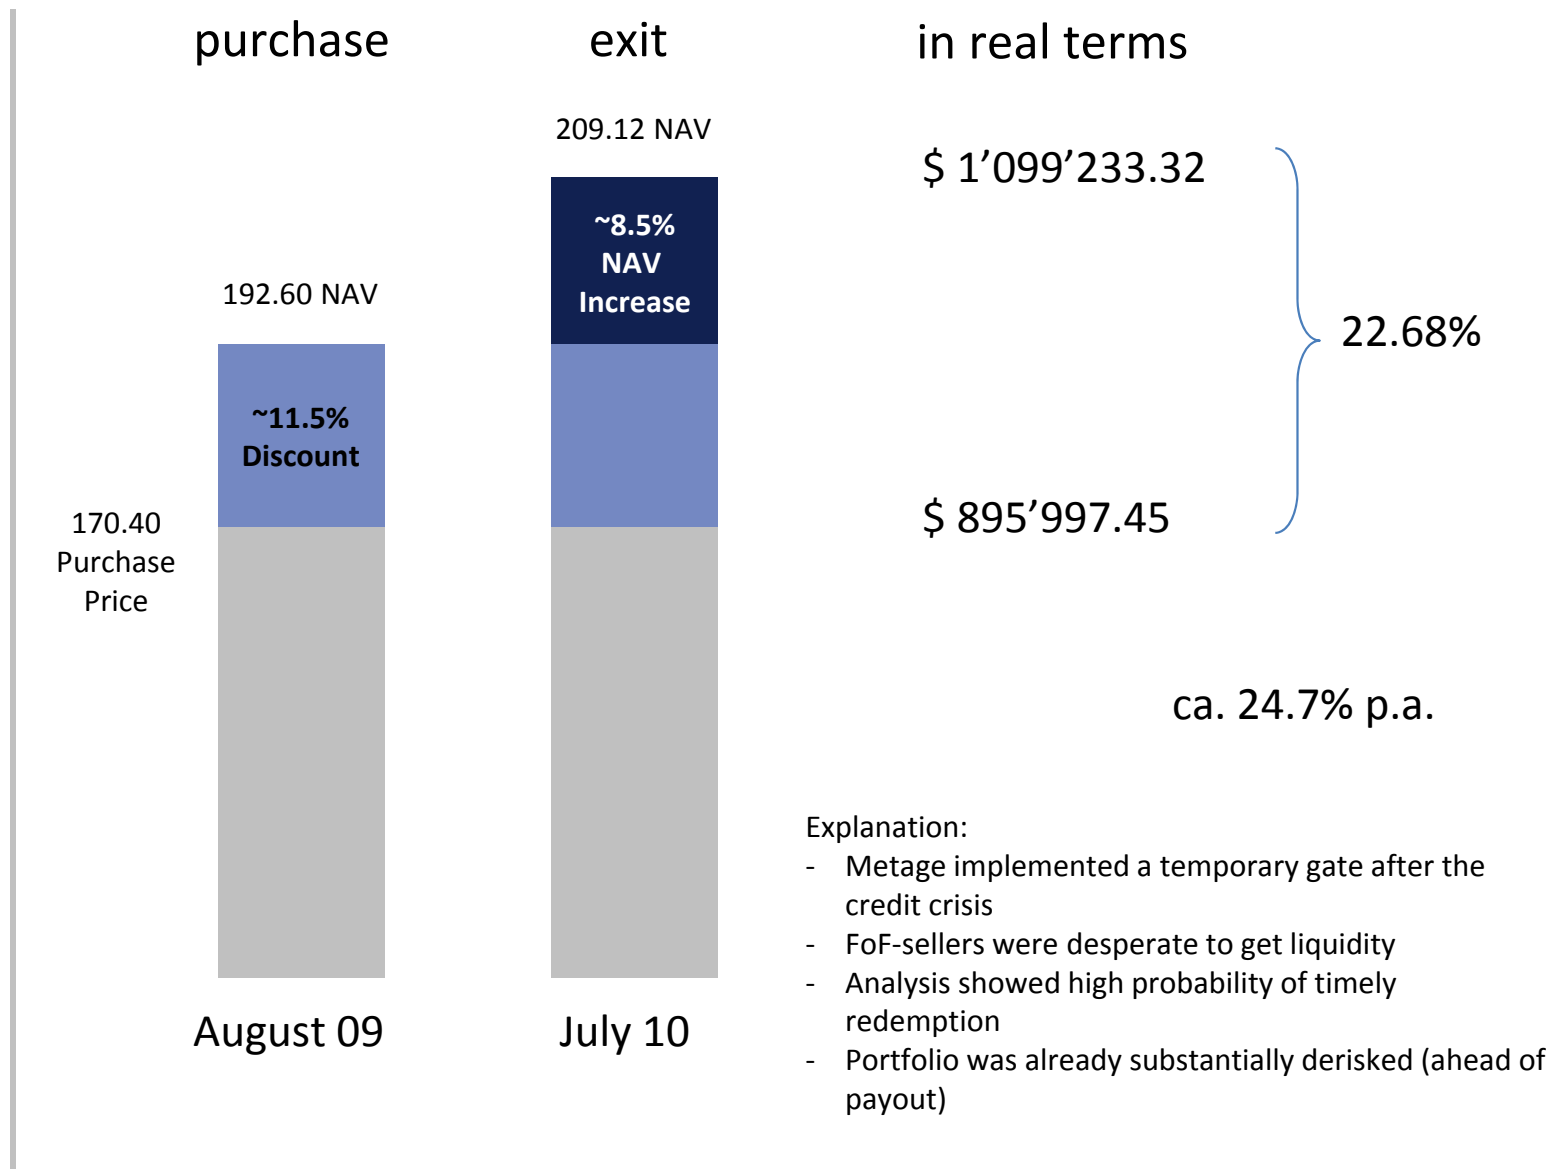 purchase
exit
in real terms
209.12 NAV
$ 1’099’233.32
~8.5%
NAV
Increase
192.60 NAV
22.68%
~11.5%
Discount
170.40
Purchase
Price
$ 895’997.45
ca. 24.7% p.a.
August 09
July 10
Explanation:
- Metage implemented a temporary gate after the
credit crisis
- FoF-sellers were desperate to get liquidity
- Analysis showed high probability of timely
redemption
- Portfolio was already substantially derisked (ahead of
payout)